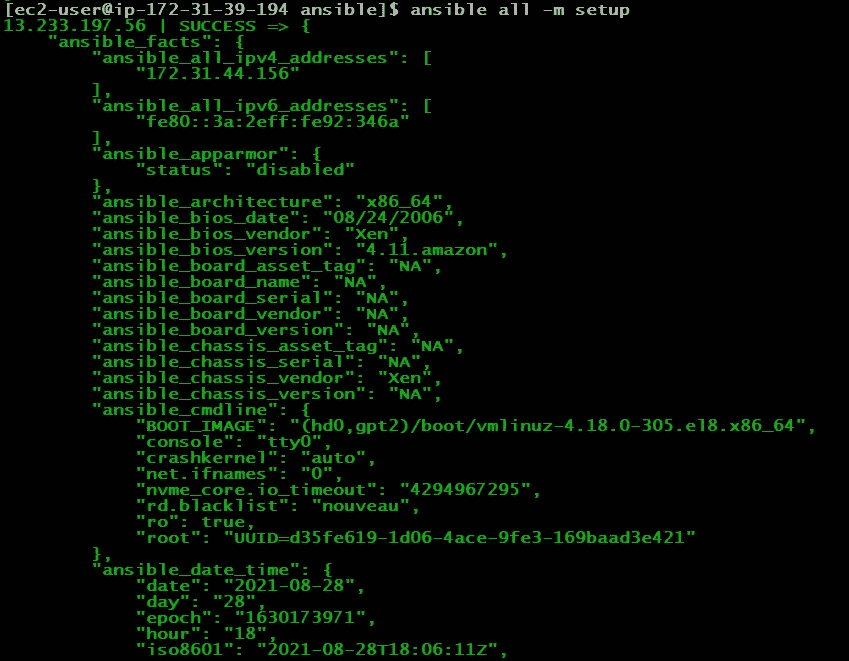 [ec2-user@ip-172-31-39-194 ansible]$ ansible all -m setup
13.233.197.56 | SUCCESS => {
    "ansible_facts": {
        "ansible_all_ipv4_addresses": [
            "172.31.44.156"
        ],
        "ansible_all_ipv6_addresses": [
            "fe80::3a:2eff:fe92:346a"
        ],
        "ansible_apparmor": {
            "status": "disabled"
        },
        "ansible_architecture": "x86_64",
        "ansible_bios_date": "08/24/2006",
        "ansible_bios_vendor": "Xen",
        "ansible_bios_version": "4.11.amazon",
        "ansible_board_asset_tag": "NA",
        "ansible_board_name": "NA",
        "ansible_board_serial": "NA",
        "ansible_board_vendor": "NA",
        "ansible_board_version": "NA",
        "ansible_chassis_asset_tag": "NA",
        "ansible_chassis_serial": "NA",
        "ansible_chassis_vendor": "Xen",
        "ansible_chassis_version": "NA",
        "ansible_cmdline": {
            "BOOT_IMAGE": "(hd0,gpt2)/boot/vmlinuz-4.18.0-305.el8.x86_64",
            "console": "tty0",
            "crashkernel": "auto",
            "net.ifnames": "0",
            "nvme_core.io_timeout": "4294967295",
            "rd.blacklist": "nouveau",
            "ro": true,
            "root": "UUID=d35fe619-1d06-4ace-9fe3-169baad3e421"
        },
        "ansible_date_time": {
            "date": "2021-08-28",
            "day": "28",
            "epoch": "1630173971",
            "hour": "18",
            "iso8601": "2021-08-28T18:06:11Z",